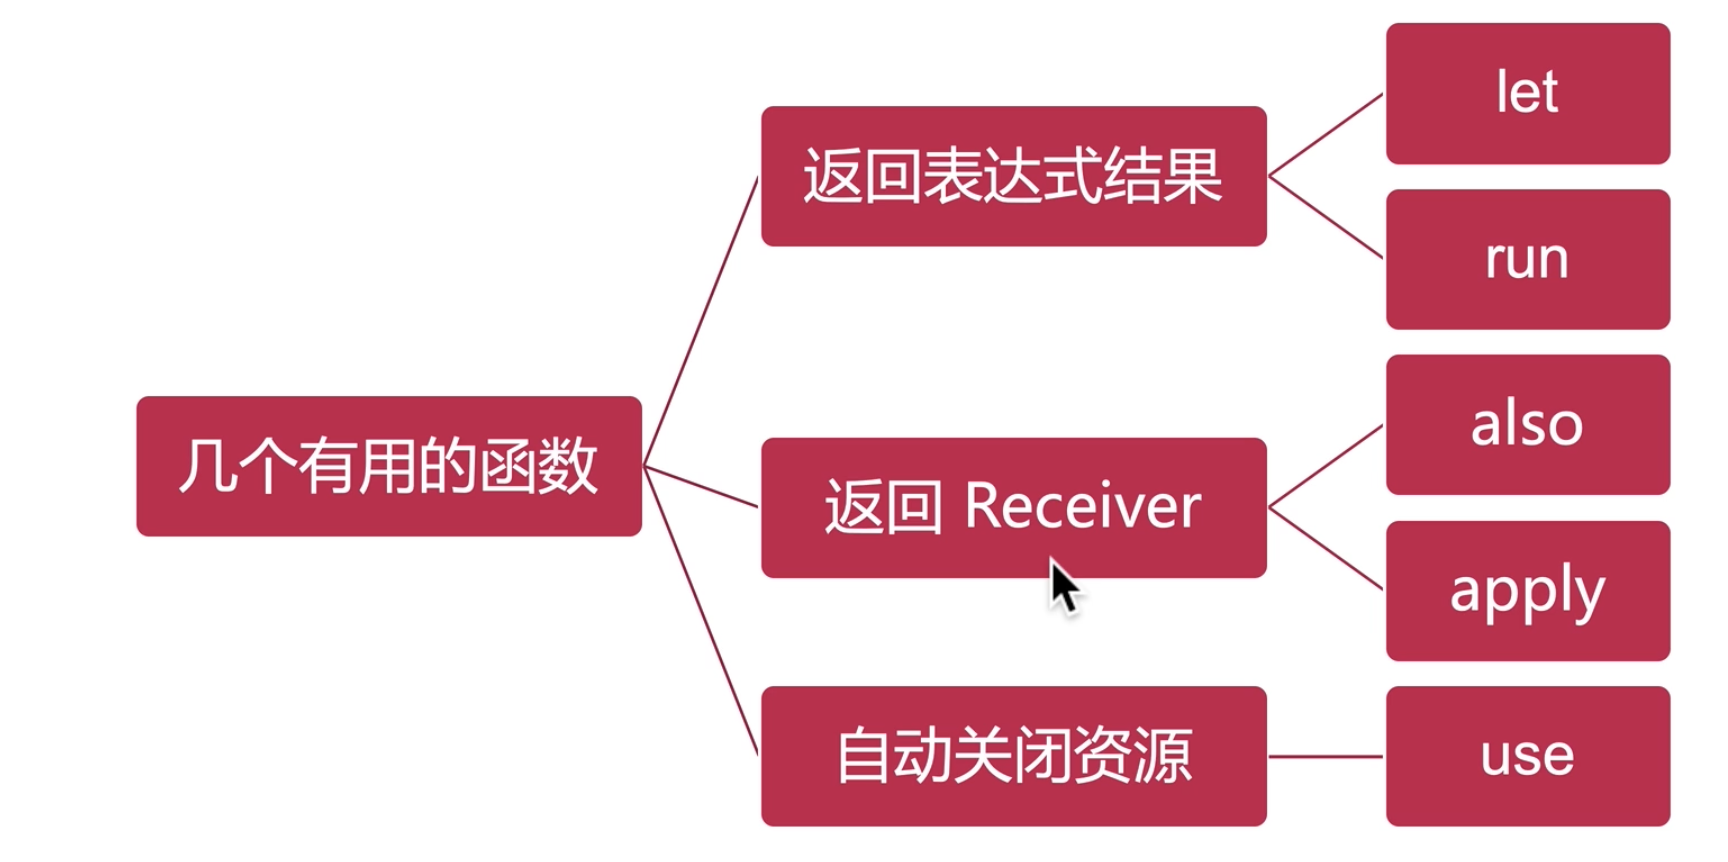 几个有用的函数
返回表达式结果
let
run
返回 Receiver
also
apply
自动关闭资源
use